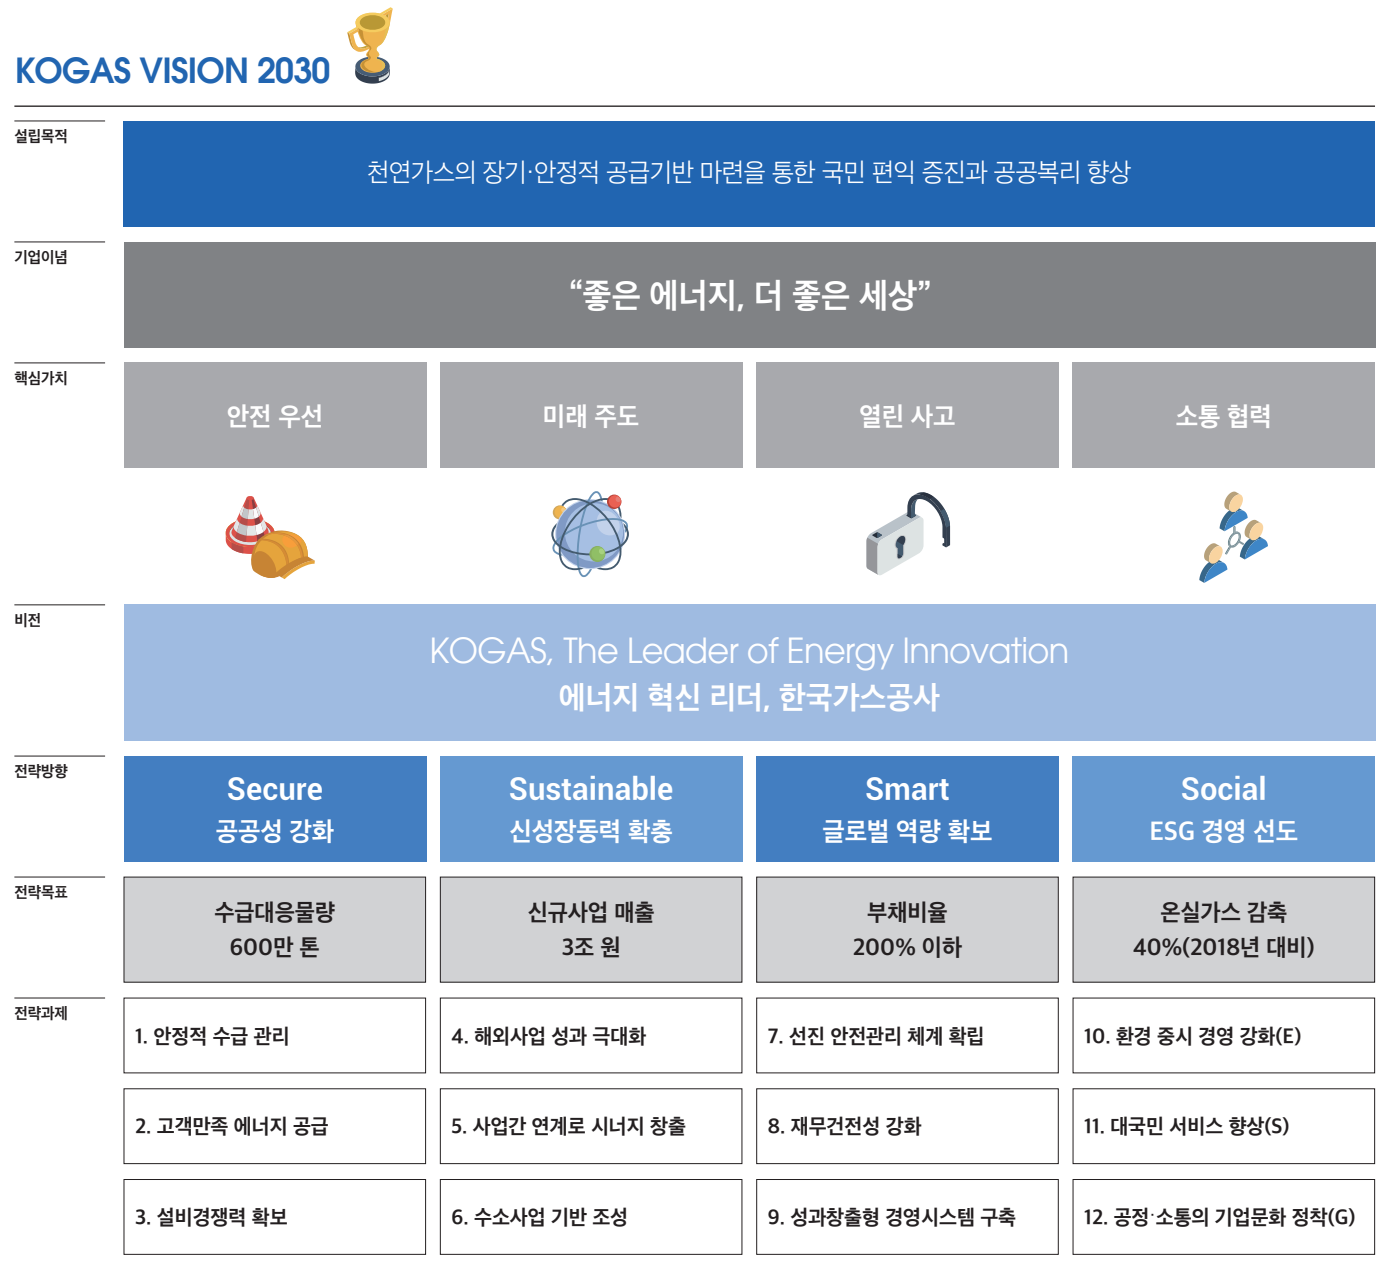 KOGAS VISION 2030
설립목적
천연가스의 장기·안정적 공급기반 마련을 통한 국민 편익 증진과 공공복리 향상
기업이념
“좋은 에너지, 더 좋은 세상”
핵심가치
안전 우선
미래 주도
열린 사고
소통 협력
비전
KOGAS, The Leader of Energy Innovation
에너지 혁신 리더, 한국가스공사
전략방향
Secure
공공성 강화
Sustainable
신성장동력 확충
Smart
글로벌 역량 확보
Social
ESG 경영 선도
전략목표
수급대응물량
600만 톤
신규사업 매출
3조 원
부채비율
200% 이하
온실가스 감축
40%(2018년 대비)
전략과제
1. 안정적 수급 관리
4. 해외사업 성과 극대화
7. 선진 안전관리 체계 확립
10. 환경 중시 경영 강화(E)
2. 고객만족 에너지 공급
5. 사업간 연계로 시너지 창출
8. 재무건전성 강화
11. 대국민 서비스 향상(S)
3. 설비경쟁력 확보
6. 수소사업 기반 조성
9. 성과창출형 경영시스템 구축
12. 공정·소통의 기업문화 정착(G)